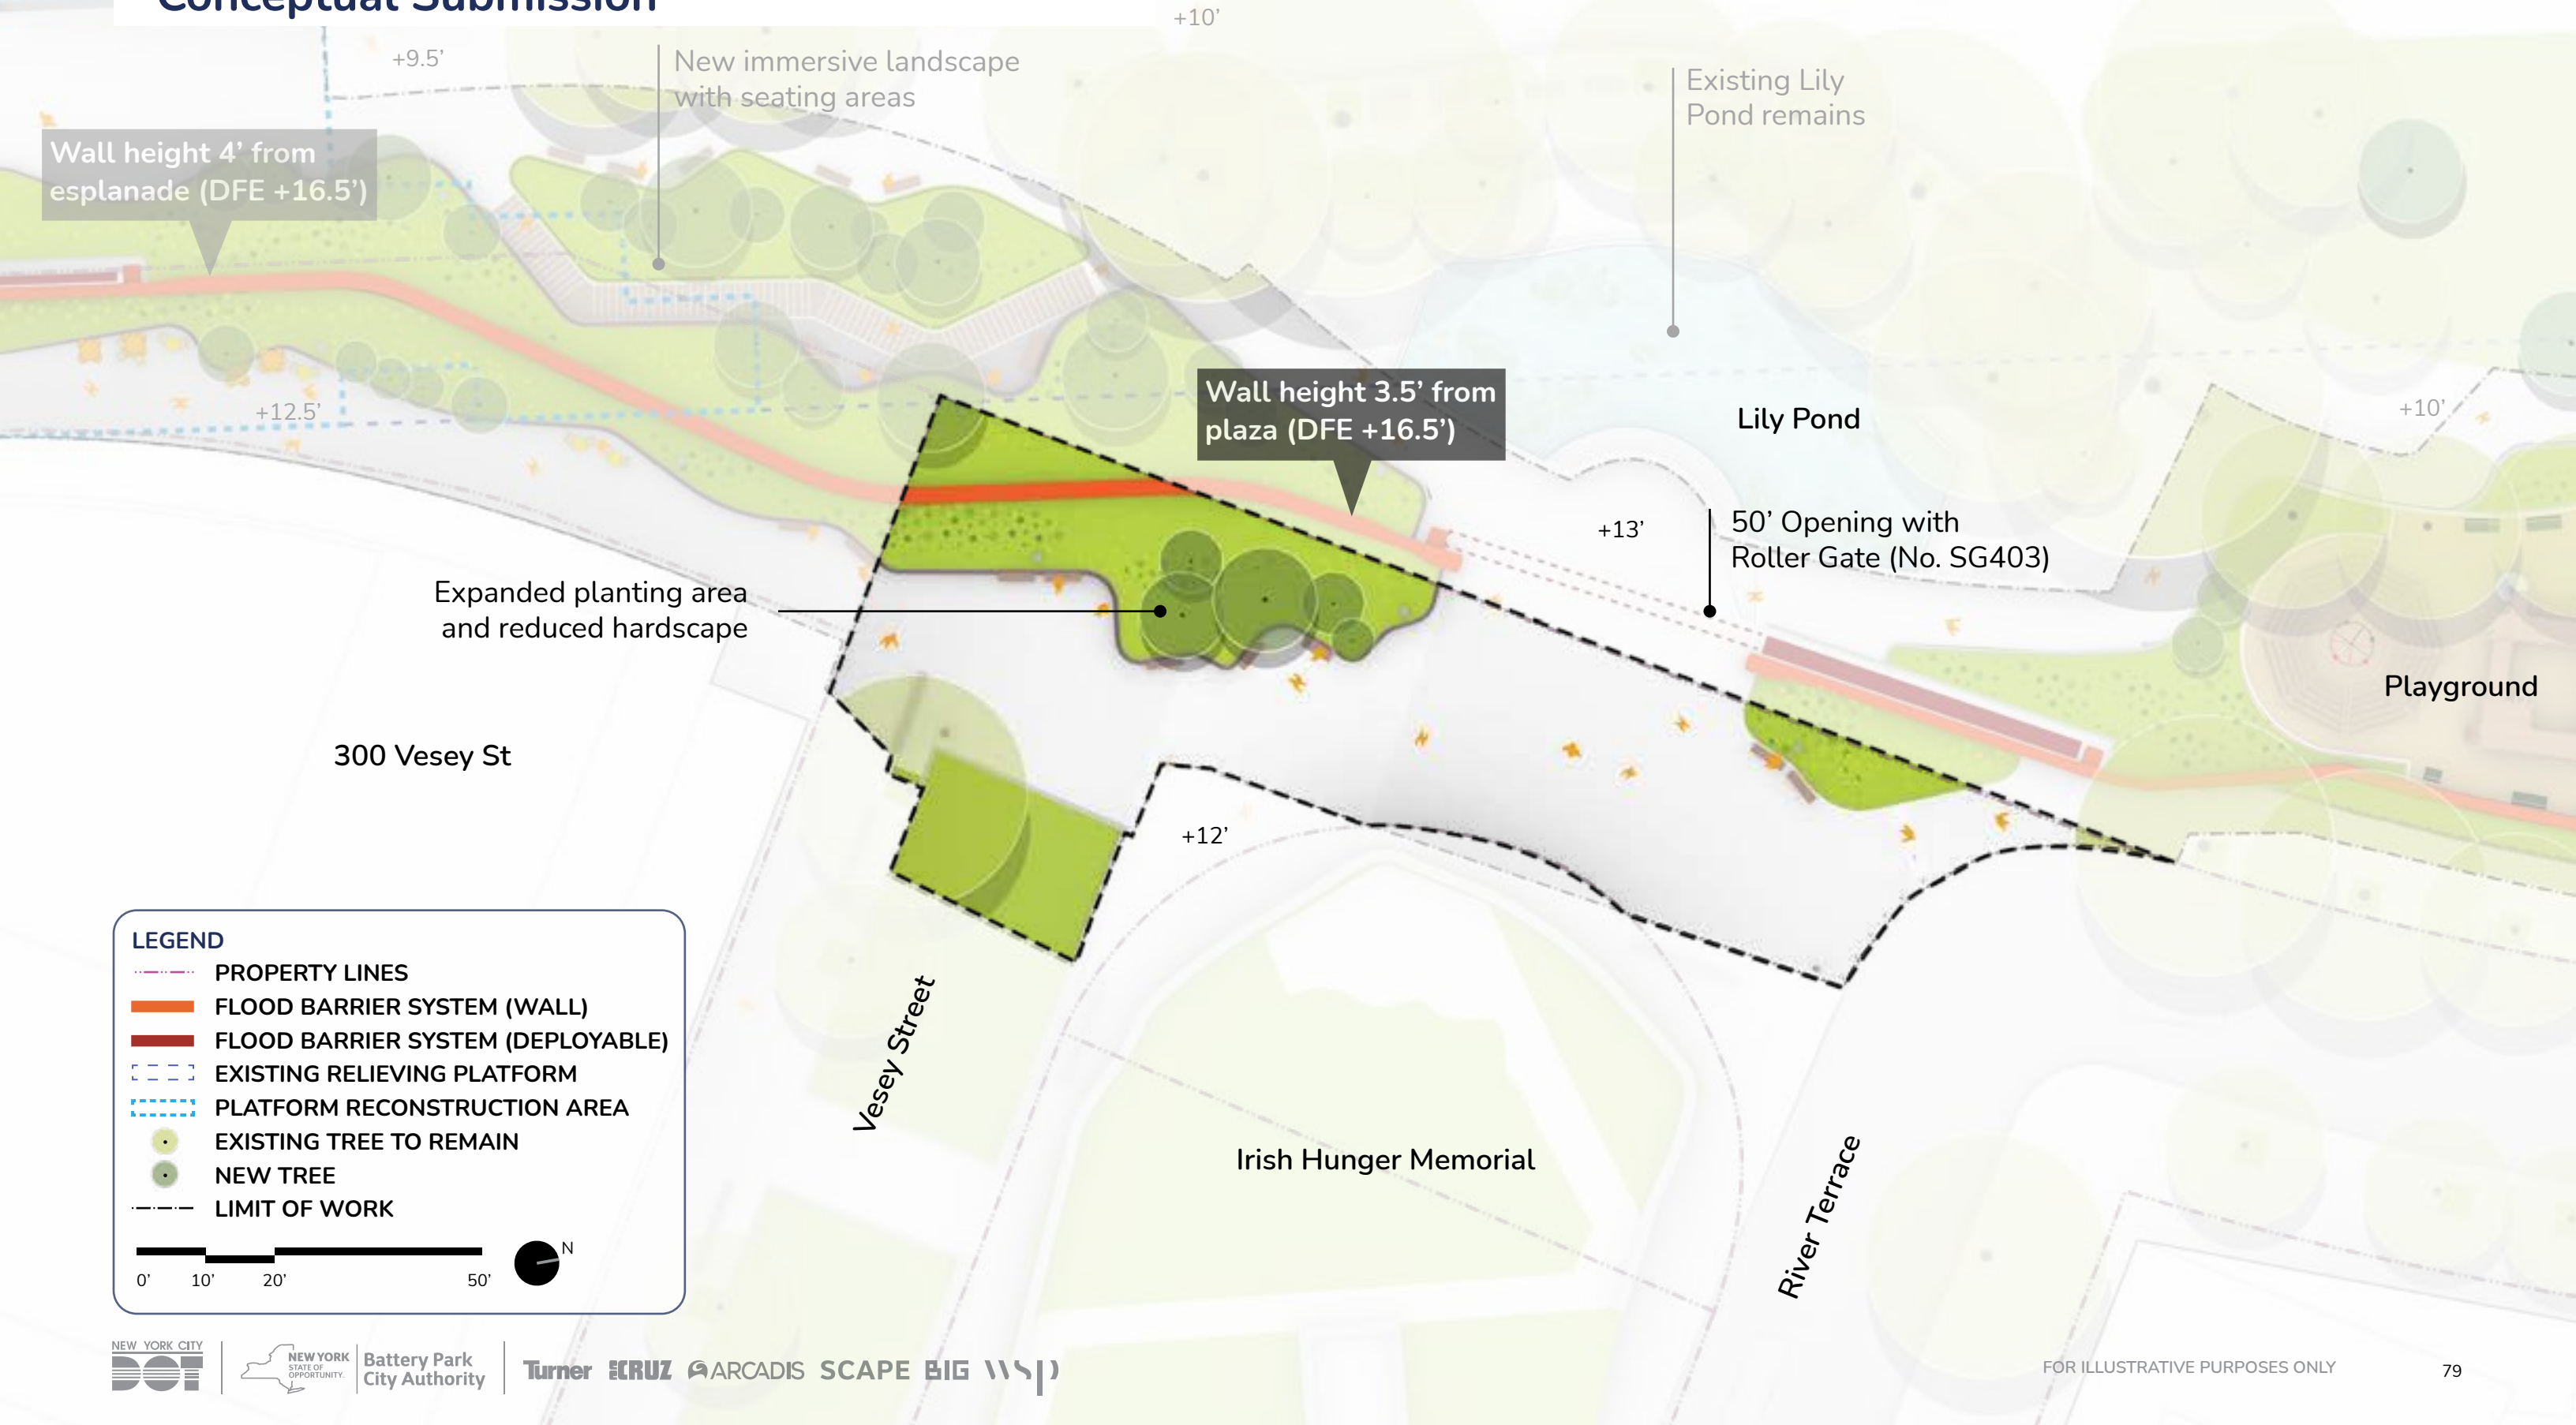 Conceptual Submission
+10’
+9.5’
New immersive landscape
with seating areas
Existing Lily
Pond remains
Wall height 4’ from
esplanade (DFE +16.5’)
+12.5’
Wall height 3.5’ from
plaza (DFE +16.5’)
Lily Pond
+10’
+13’
50’ Opening with
Roller Gate (No. SG403)
Expanded planting area
and reduced hardscape
Playground
300 Vesey St
+12’
Vesey Street
Irish Hunger Memorial
River Terrace
LEGEND
PROPERTY LINES
FLOOD BARRIER SYSTEM (WALL)
FLOOD BARRIER SYSTEM (DEPLOYABLE)
EXISTING RELIEVING PLATFORM
PLATFORM RECONSTRUCTION AREA
EXISTING TREE TO REMAIN
NEW TREE
LIMIT OF WORK
N
0’ 10’ 20’ 50’
NEW YORK CITY
DOT
NEW YORK
STATE OF
OPPORTUNITY.
Battery Park
City Authority
Turner
CRUZ
ARCADIS
SCAPE
BIG
wsp
FOR ILLUSTRATIVE PURPOSES ONLY
79